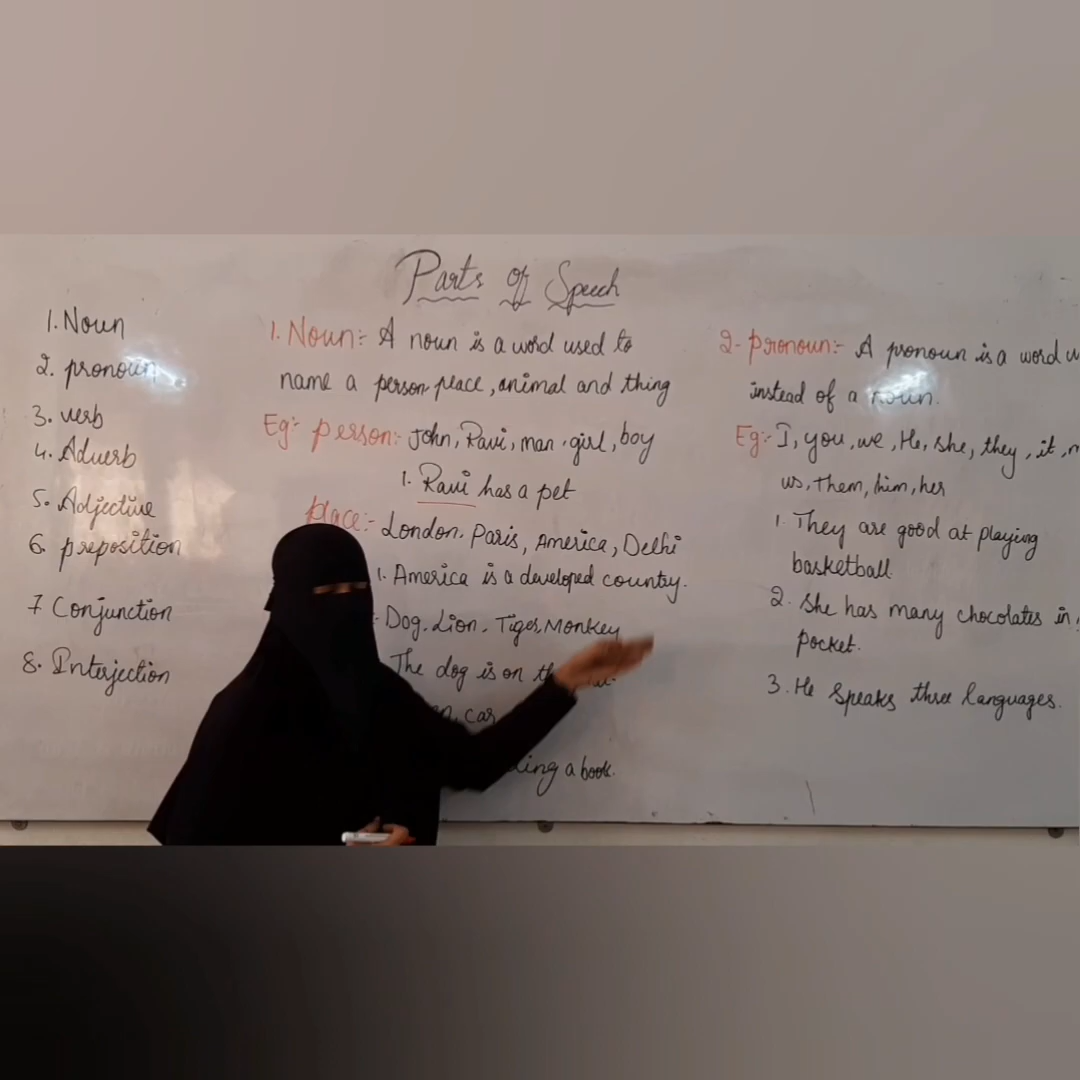 Parts of Speech
1. Noun
2. pronoun
3. verb
4. Adverb
5. Adjective
6. preposition
7 Conjunction
8. Interjection
1. Noun:- A noun is a word used to
name a person place, animal and thing
Eg:- person:- John, Ravi, man, girl, boy
1. Ravi has a pet
place:- London, Paris, America, Delhi
1. America is a developed country.
Dog, Lion, Tiger, Monkey
The dog is on
car
a book.
2. pronoun:- A pronoun is a word
instead of a noun.
Eg:- I, you, we, He, she, they, it,
us, them, him, her
1. They are good at playing
basketball
2. She has many chocolates in
pocket.
3. He speaks three languages.